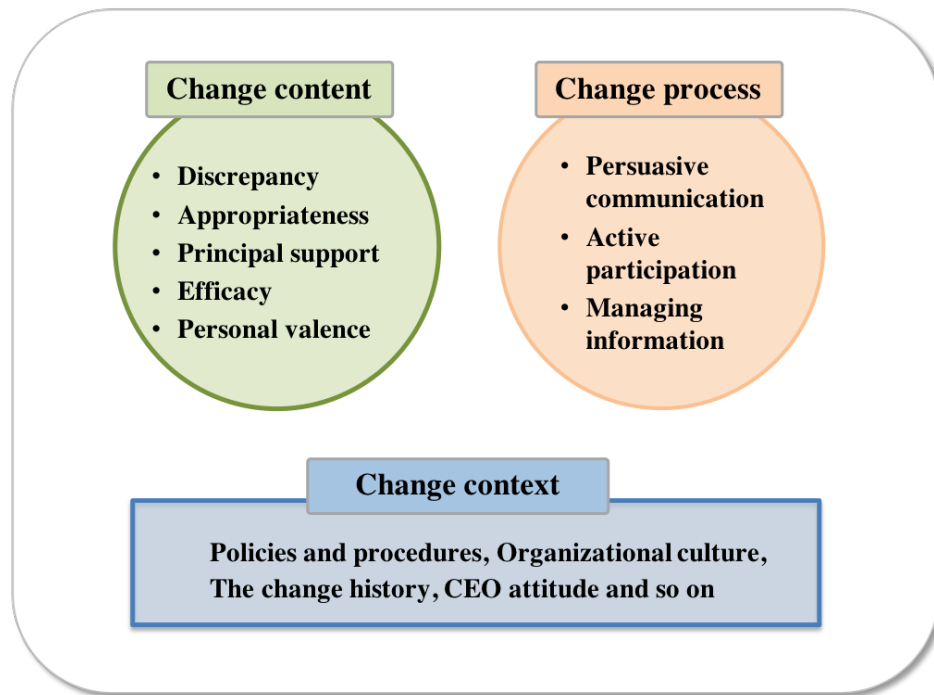 Change content
• Discrepancy
• Appropriateness
• Principal support
• Efficacy
• Personal valence
Change process
• Persuasive
communication
• Active
participation
• Managing
information
Change context
Policies and procedures, Organizational culture,
The change history, CEO attitude and so on